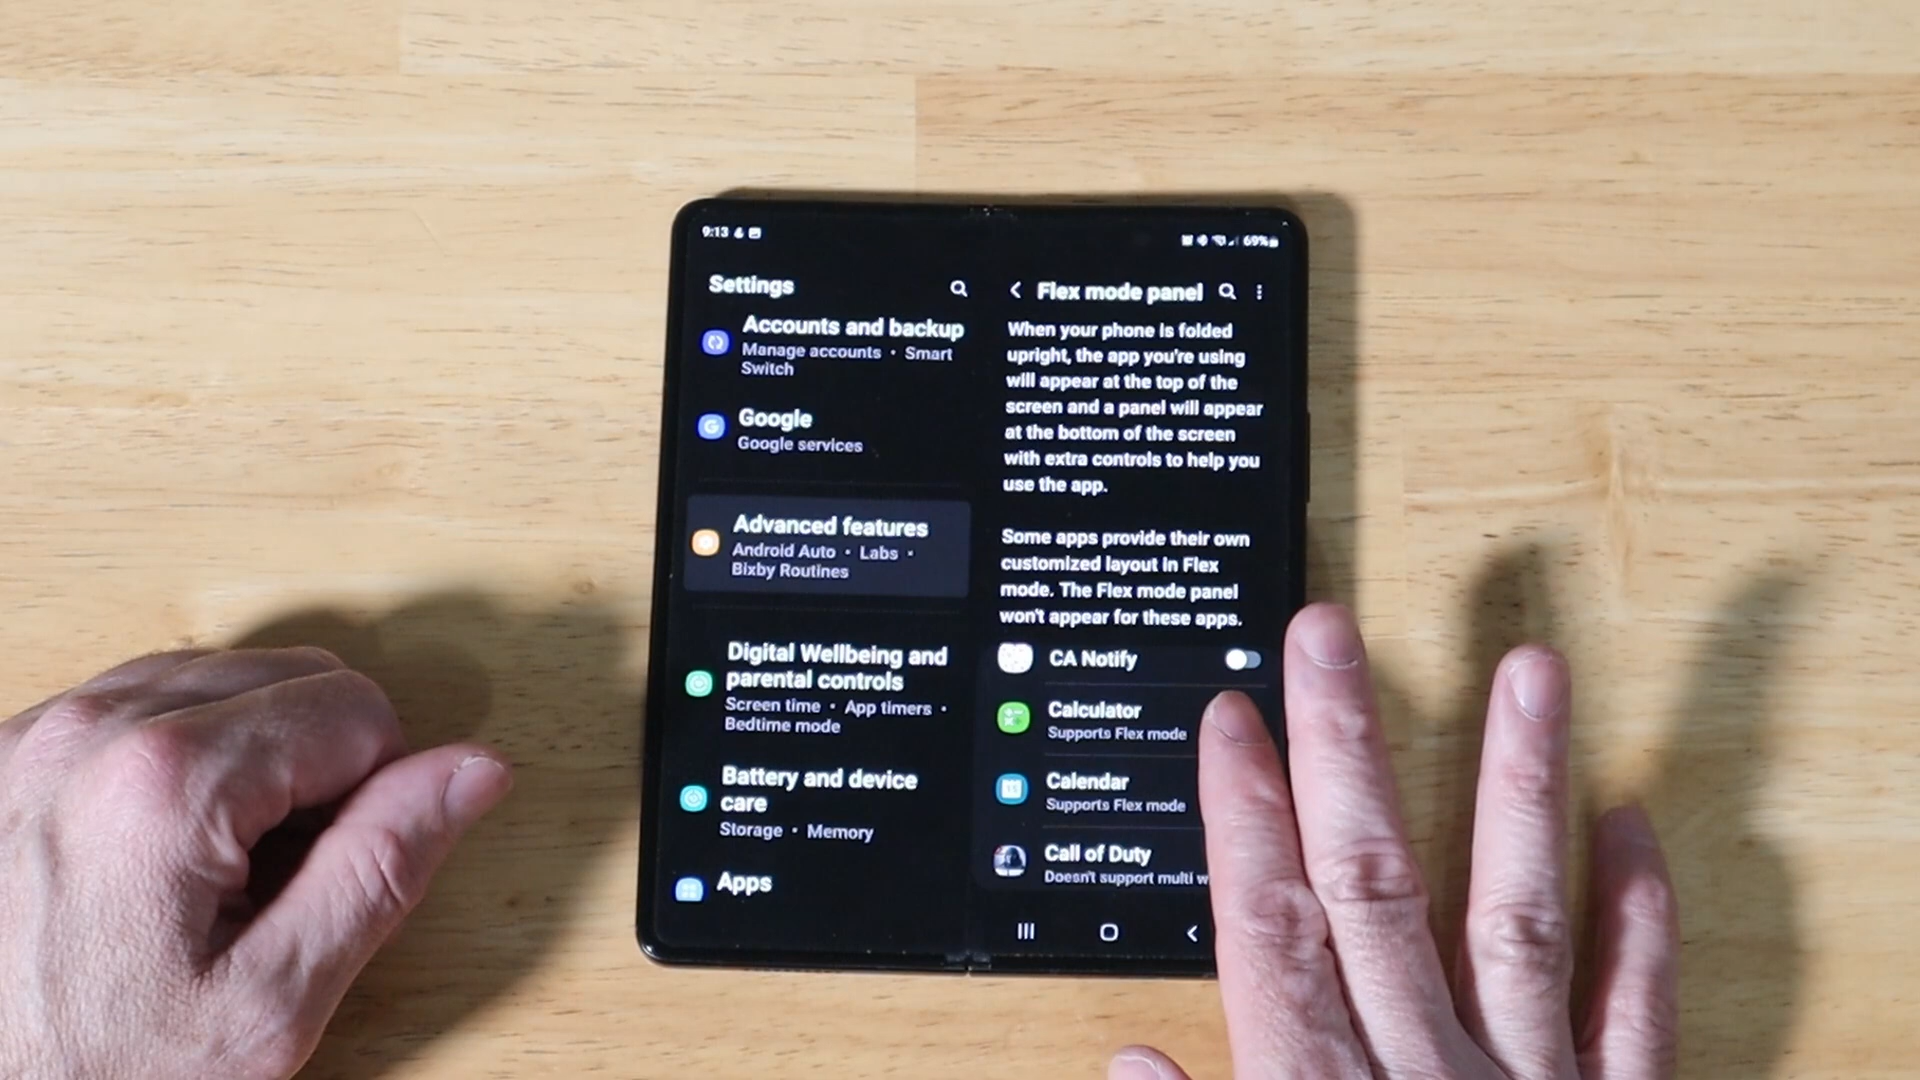 9:13
69%
Settings
Accounts and backup
Manage accounts • Smart
Switch
Google
Google services
Advanced features
Android Auto • Labs •
Bixby Routines
Digital Wellbeing and
parental controls
Screen time • App timers •
Bedtime mode
Battery and device
care
Storage • Memory
Apps
Flex mode panel
When your phone is folded
upright, the app you're using
will appear at the top of the
screen and a panel will appear
at the bottom of the screen
with extra controls to help you
use the app.
Some apps provide their own
customized layout in Flex
mode. The Flex mode panel
won't appear for these apps.
CA Notify
Calculator
Supports Flex mode
Calendar
Supports Flex mode
Call of Duty
Doesn't support multi w